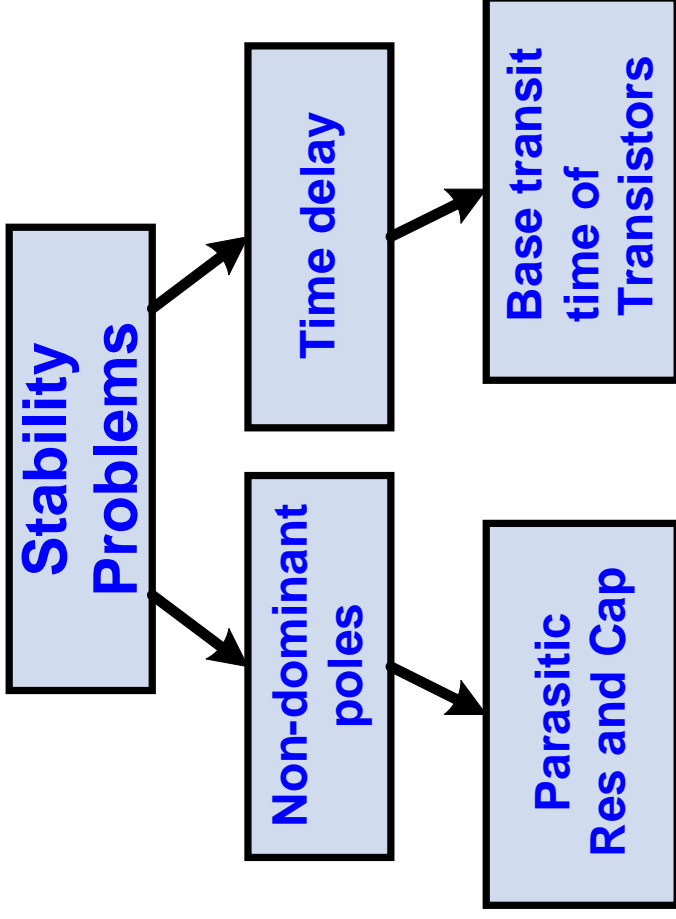 Stability
Problems
Non-dominant
poles
Time delay
Parasitic
Res and Cap
Base transit
time of
Transistors